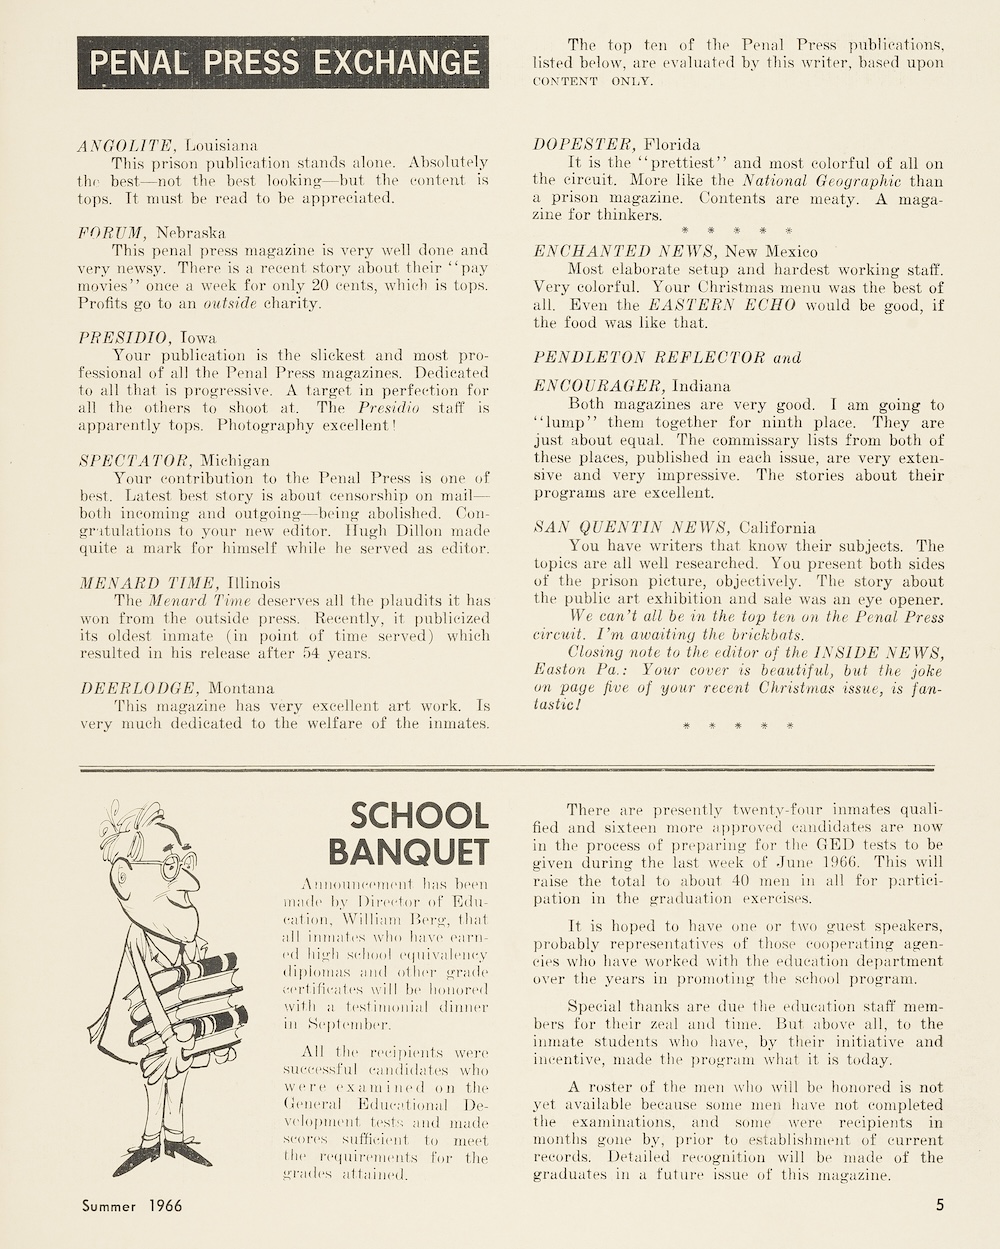 PENAL PRESS EXCHANGE
ANGOLITE, Louisiana
This prison publication stands alone. Absolutely
the best—not the best looking—but the content is
tops. It must be read to be appreciated.
FORUM, Nebraska
This penal press magazine is very well done and
very newsy. There is a recent story about their "pay
movies" once a week for only 20 cents, which is tops.
Profits go to an outside charity.
PRESIDIO, Iowa
Your publication is the slickest and most pro-
fessional of all the Penal Press magazines. Dedicated
to all that is progressive. A target in perfection for
all the others to shoot at. The Presidio staff is
apparently tops. Photography excellent!
SPECTATOR, Michigan
Your contribution to the Penal Press is one of
best. Latest best story is about censorship on mail—
both incoming and outgoing—being abolished. Con-
gratulations to your new editor. Hugh Dillon made
quite a mark for himself while he served as editor.
MENARD TIME, Illinois
The Menard Time deserves all the plaudits it has
won from the outside press. Recently, it publicized
its oldest inmate (in point of time served) which
resulted in his release after 54 years.
DEERLODGE, Montana
This magazine has very excellent art work. Is
very much dedicated to the welfare of the inmates.
The top ten of the Penal Press publications,
listed below, are evaluated by this writer, based upon
CONTENT ONLY.
DOPESTER, Florida
It is the "prettiest" and most colorful of all on
the circuit. More like the National Geographic than
a prison magazine. Contents are meaty. A maga-
zine for thinkers.
* * * * *
ENCHANTED NEWS, New Mexico
Most elaborate setup and hardest working staff.
Very colorful. Your Christmas menu was the best of
all. Even the EASTERN ECHO would be good, if
the food was like that.
PENDLETON REFLECTOR and
ENCOURAGER, Indiana
Both magazines are very good. I am going to
"lump" them together for ninth place. They are
just about equal. The commissary lists from both of
these places, published in each issue, are very exten-
sive and very impressive. The stories about their
programs are excellent.
SAN QUENTIN NEWS, California
You have writers that know their subjects. The
topics are all well researched. You present both sides
of the prison picture, objectively. The story about
the public art exhibition and sale was an eye opener.
We can't all be in the top ten on the Penal Press
circuit. I'm awaiting the brickbats.
Closing note to the editor of the INSIDE NEWS,
Easton Pa.: Your cover is beautiful, but the joke
on page five of your recent Christmas issue, is fan-
tastic!
* * * * *
SCHOOL
BANQUET
Announcement has been
made by Director of Edu-
cation, William Berg, that
all inmates who have earn-
ed high school equivalency
diplomas and other grade
certificates will be honored
with a testimonial dinner
in September.
All the recipients were
successful candidates who
were examined on the
General Educational De-
velopment tests and made
scores sufficient to meet
the requirements for the
grades attained.
There are presently twenty-four inmates quali-
fied and sixteen more approved candidates are now
in the process of preparing for the GED tests to be
given during the last week of June 1966. This will
raise the total to about 40 men in all for partici-
pation in the graduation exercises.
It is hoped to have one or two guest speakers,
probably representatives of those cooperating agen-
cies who have worked with the education department
over the years in promoting the school program.
Special thanks are due the education staff mem-
bers for their zeal and time. But above all, to the
inmate students who have, by their initiative and
incentive, made the program what it is today.
A roster of the men who will be honored is not
yet available because some men have not completed
the examinations, and some were recipients in
months gone by, prior to establishment of current
records. Detailed recognition will be made of the
graduates in a future issue of this magazine.
Summer 1966
5